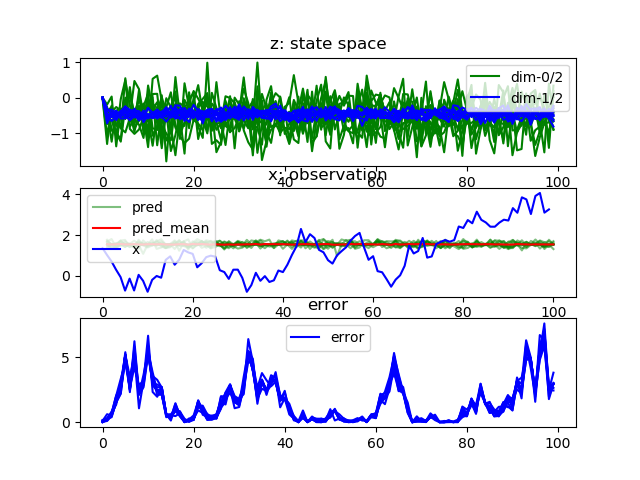 z: state space
1
0
−1
dim-0/2
dim-1/2
0 20 40 60 80 100
x: observation
4
2
0
pred
pred_mean
x
0 20 40 60 80 100
error
5
0
error
0 20 40 60 80 100